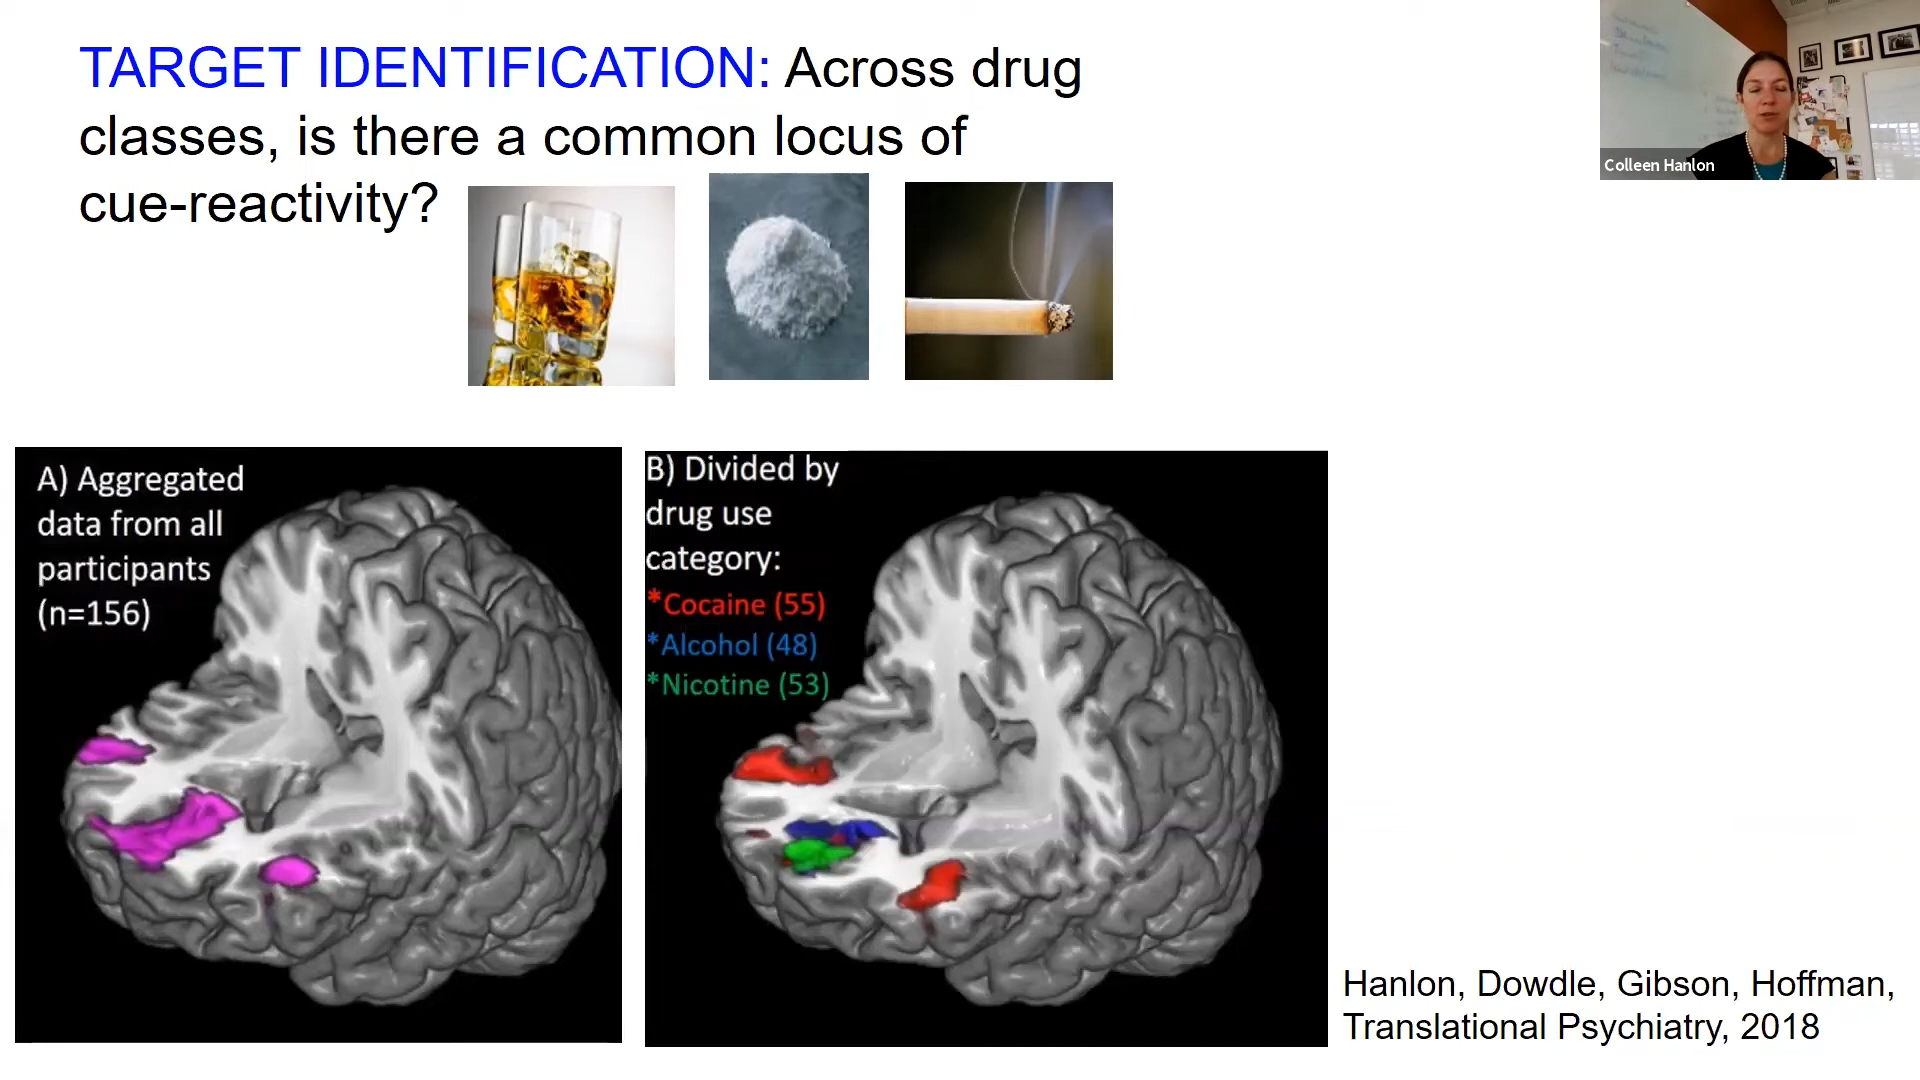 TARGET IDENTIFICATION: Across drug
classes, is there a common locus of
cue-reactivity?
Colleen Hanlon
A) Aggregated
data from all
participants
(n=156)
B) Divided by
drug use
category:
*Cocaine (55)
*Alcohol (48)
*Nicotine (53)
Hanlon, Dowdle, Gibson, Hoffman,
Translational Psychiatry, 2018